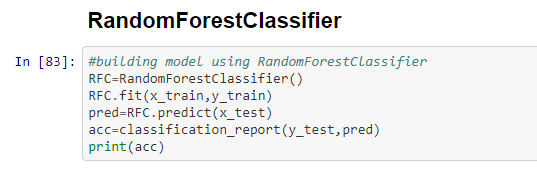 RandomForestClassifier
In [83]: #building model using RandomForestClassifier
RFC=RandomForestClassifier()
RFC.fit(x_train,y_train)
pred=RFC.predict(x_test)
acc=classification_report(y_test,pred)
print(acc)